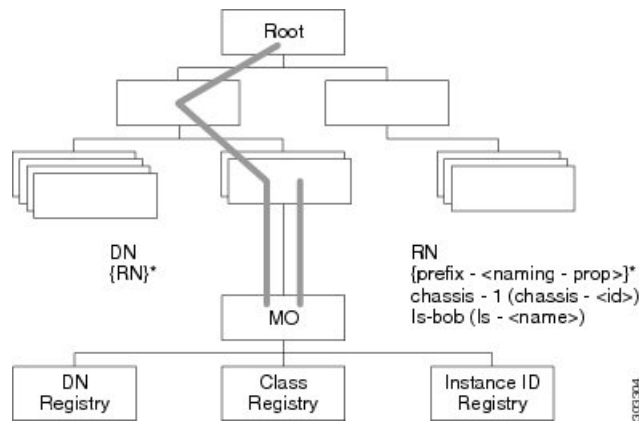 Root
DN
{RN}*
RN
{prefix - <naming - prop>}*
chassis - 1 (chassis - <id>)
ls-bob (ls - <name>)
MO
DN
Registry
Class
Registry
Instance ID
Registry
303304